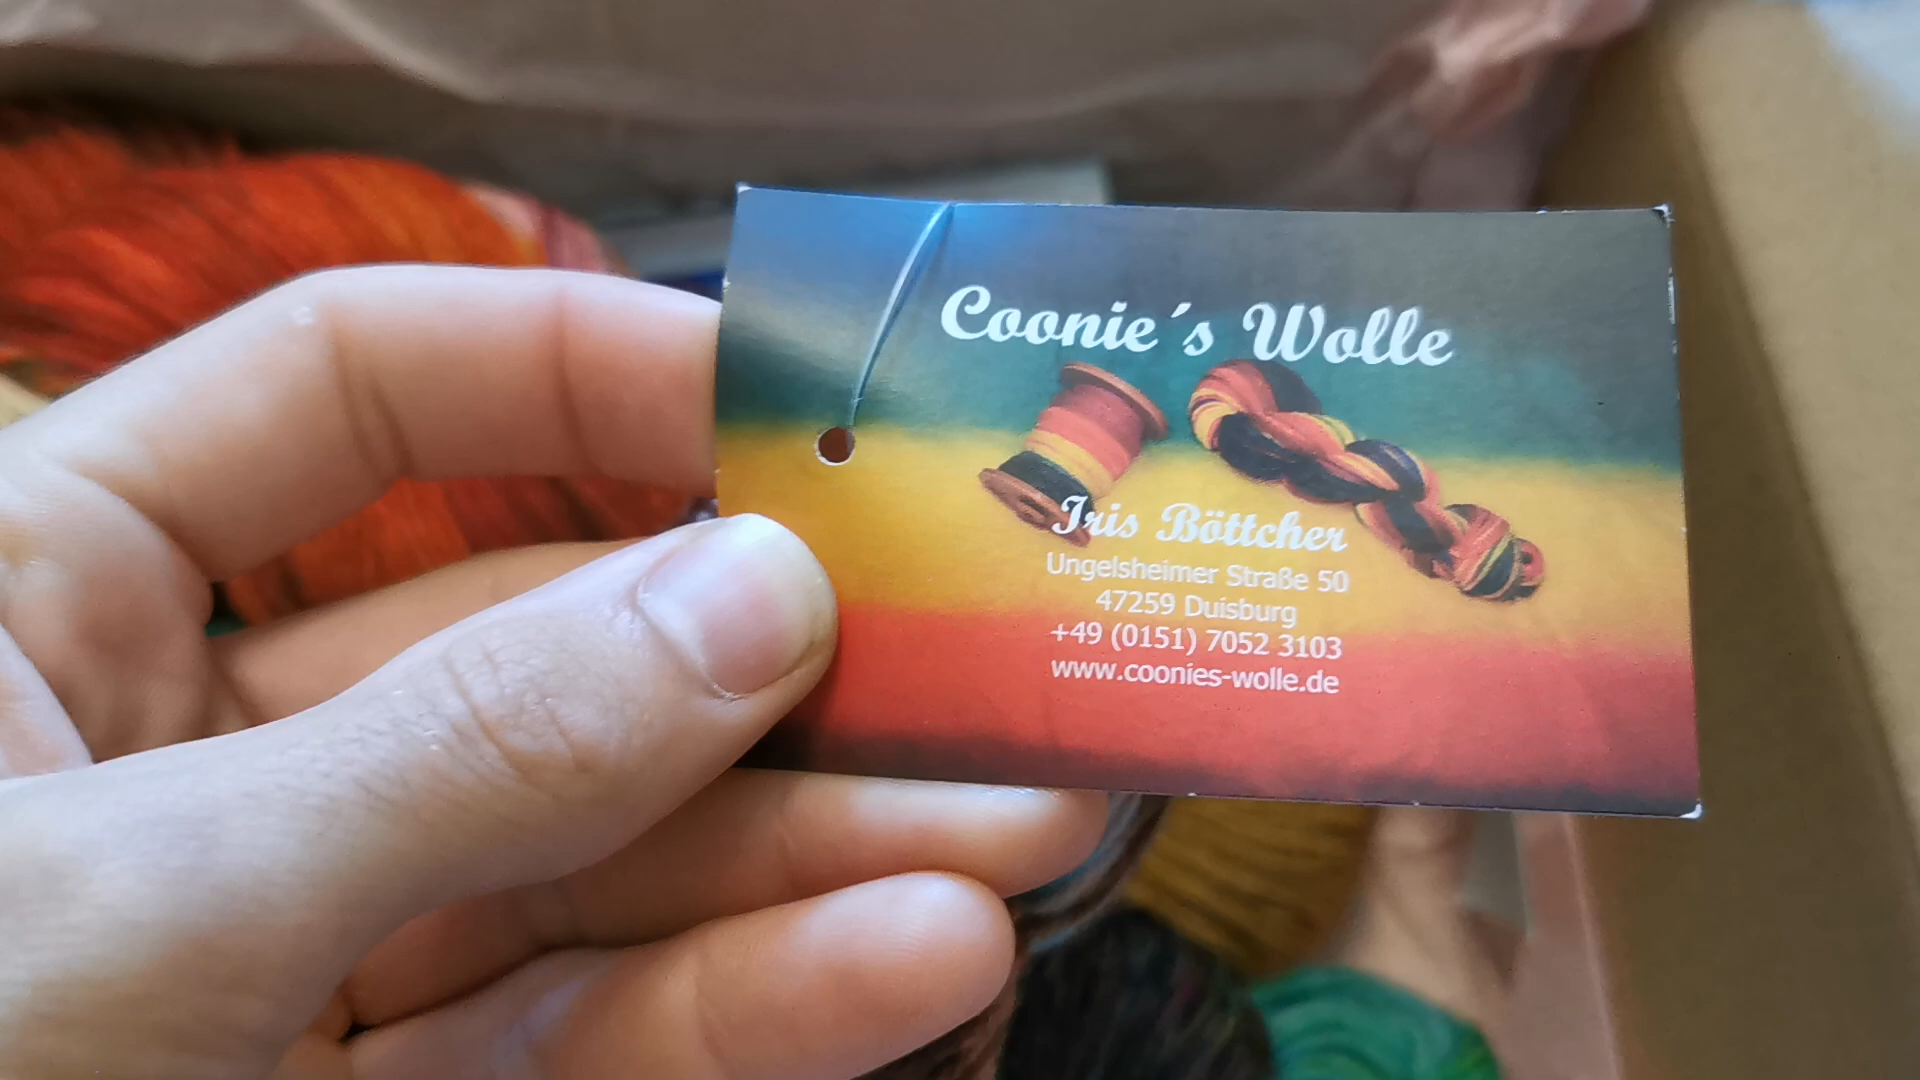 Coonie´s Wolle
Iris Böttcher
Ungelsheimer Straße 50
47259 Duisburg
+49 (0151) 7052 3103
www.coonies-wolle.de